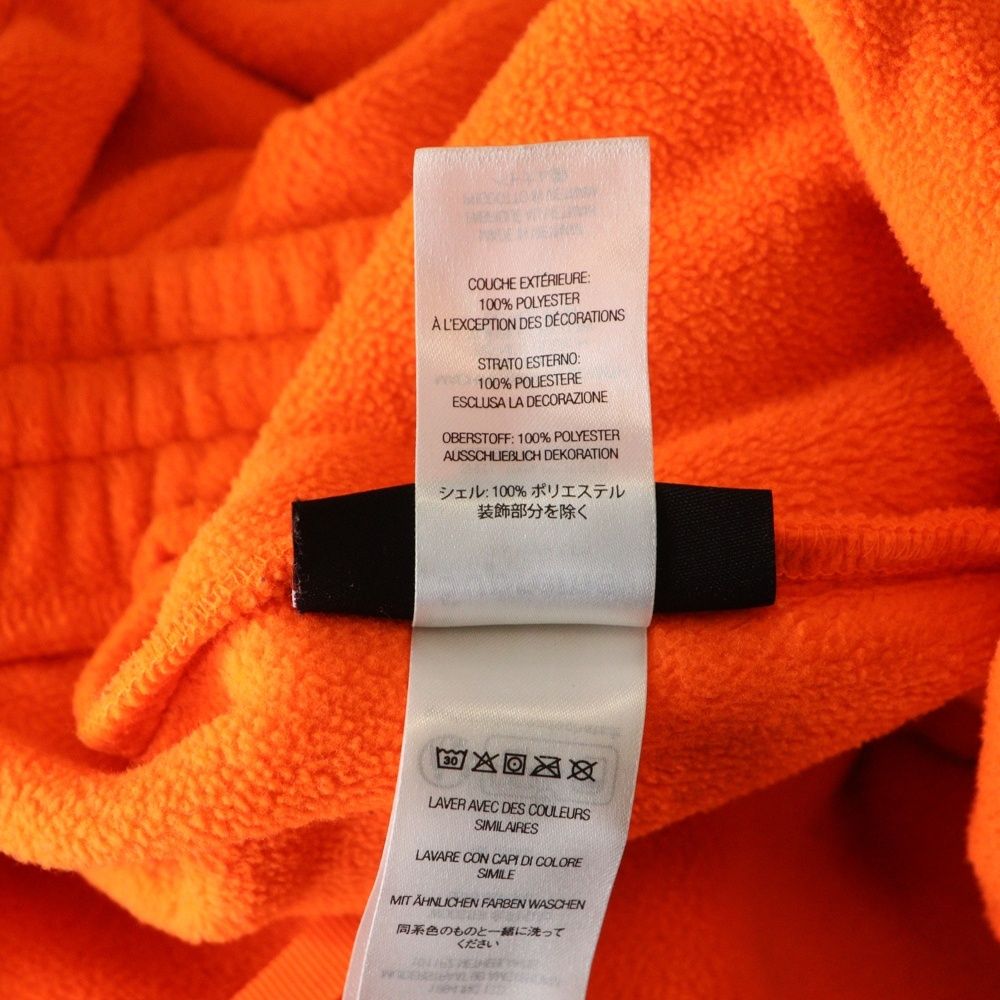 COUCHE EXTÉRIEURE:
100% POLYESTER
À L'EXCEPTION DES DÉCORATIONS
STRATO ESTERNO:
100% POLIESTERE
ESCLUSA LA DECORAZIONE
OBERSTOFF: 100% POLYESTER
AUSSCHLIEßLICH DEKORATION
シェル: 100% ポリエステル
装飾部分を除く
30
LAVER AVEC DES COULEURS
SIMILAIRES
LAVARE CON CAPI DI COLORE
SIMILE
MIT ÄHNLICHEN FARBEN WASCHEN
同系色のものと一緒に洗って
ください